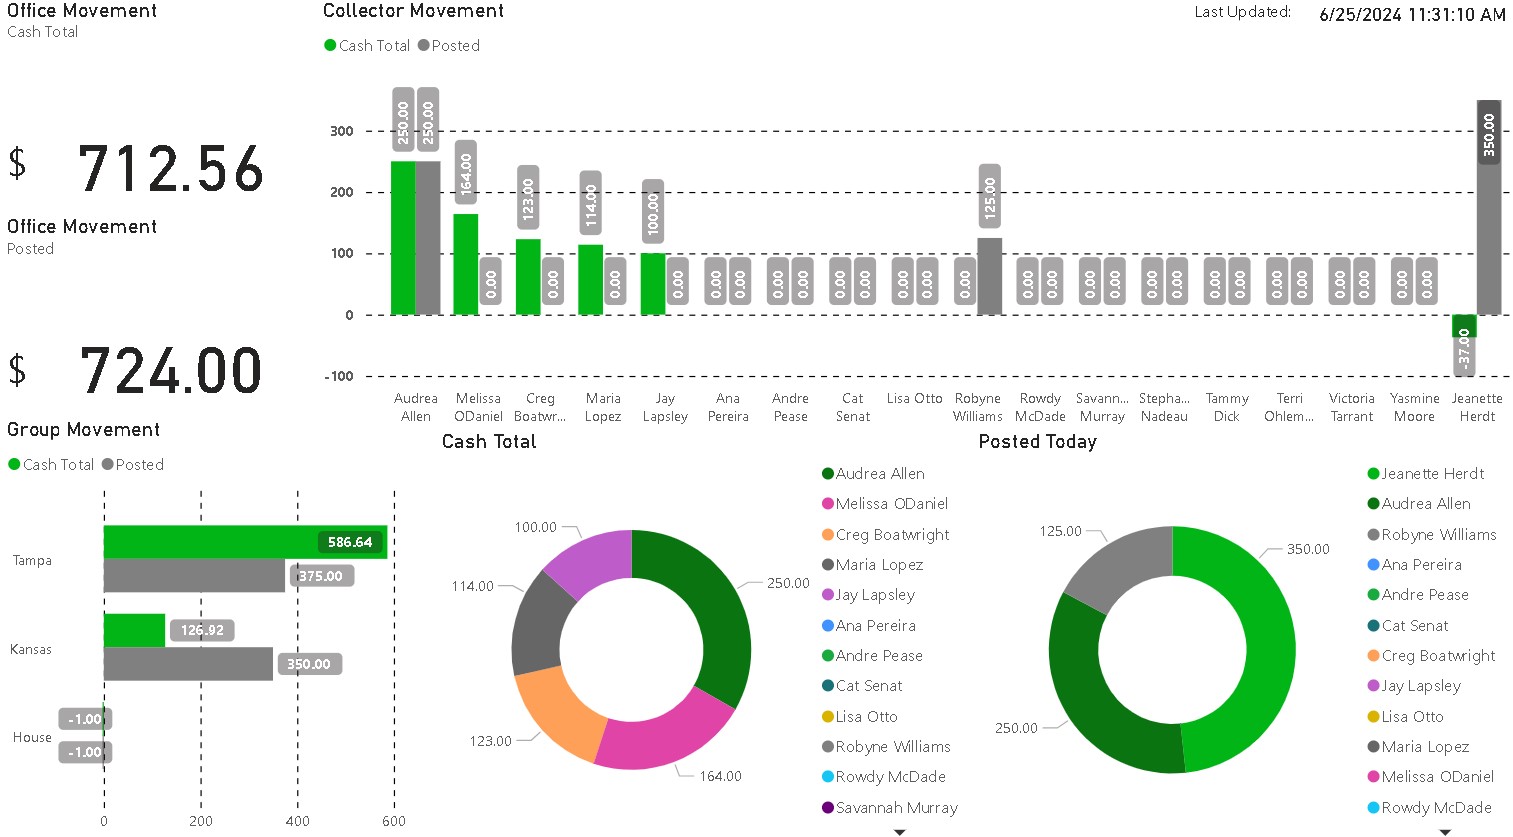 Office Movement
Cash Total
$ 712.56
Office Movement
Posted
$ 724.00
Collector Movement
Cash Total Posted
Last Updated: 6/25/2024 11:31:10 AM
300
200
100
0
-100
250.00 250.00
164.00 0.00
123.00 0.00
114.00 0.00
100.00 0.00
0.00 0.00
0.00 0.00
0.00 0.00
0.00 0.00
0.00 125.00
0.00 0.00
0.00 0.00
0.00 0.00
0.00 0.00
0.00 0.00
0.00 0.00
0.00 0.00
-37.00 350.00
Audrea
Allen
Melissa
ODaniel
Creg
Boatwr...
Maria
Lopez
Jay
Lapsley
Ana
Pereira
Andre
Pease
Cat
Senat
Lisa Otto
Robyne
Williams
Rowdy
McDade
Savann...
Murray
Stepha...
Nadeau
Tammy
Dick
Terri
Ohlem...
Victoria
Tarrant
Yasmine
Moore
Jeanette
Herdt
Group Movement
Cash Total Posted
Tampa
586.64
375.00
Kansas
126.92
350.00
House
-1.00
-1.00
0 200 400 600
Cash Total
100.00
250.00
114.00
123.00
164.00
Audrea Allen
Melissa ODaniel
Creg Boatwright
Maria Lopez
Jay Lapsley
Ana Pereira
Andre Pease
Cat Senat
Lisa Otto
Robyne Williams
Rowdy McDade
Savannah Murray
Posted Today
125.00
350.00
250.00
Jeanette Herdt
Audrea Allen
Robyne Williams
Ana Pereira
Andre Pease
Cat Senat
Creg Boatwright
Jay Lapsley
Lisa Otto
Maria Lopez
Melissa ODaniel
Rowdy McDade